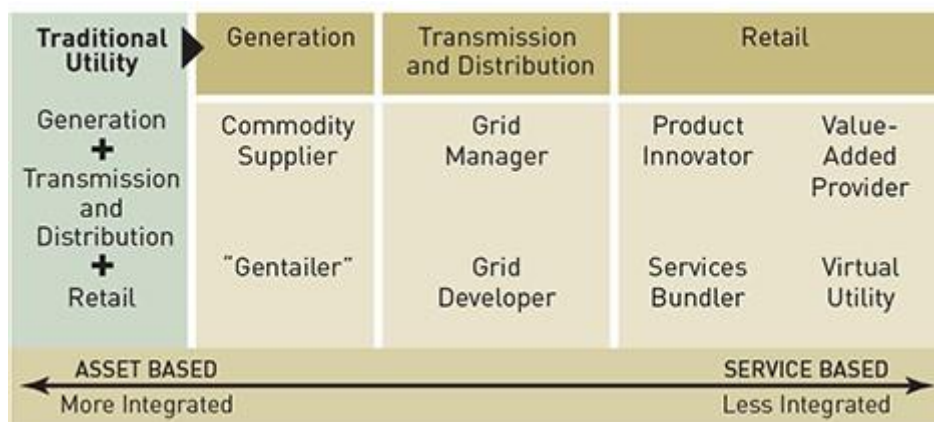 Traditional
Utility
Generation
+
Transmission
and
Distribution
+
Retail
Generation
Commodity
Supplier
"Gentailer"
Transmission
and Distribution
Grid
Manager
Grid
Developer
Retail
Product
Innovator
Value-
Added
Provider
Services
Bundler
Virtual
Utility
ASSET BASED
SERVICE BASED
More Integrated
Less Integrated